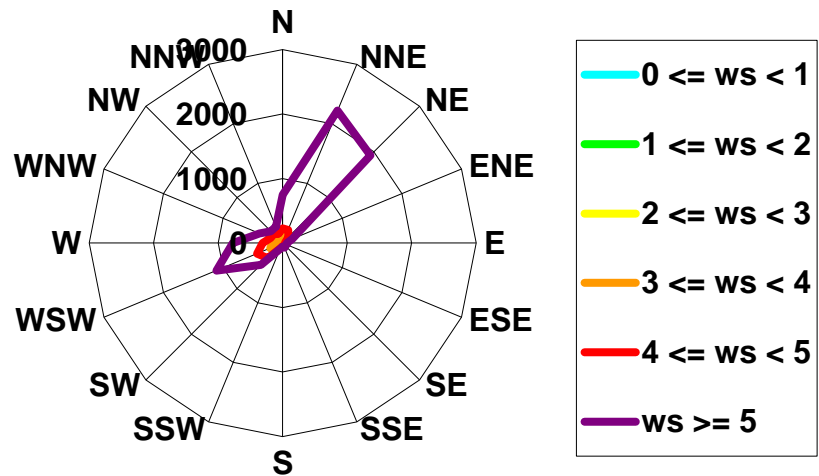 N
NNE
NE
ENE
E
ESE
SE
SSE
S
SSW
SW
WSW
W
WNW
NW
NNW
3000
2000
1000
0
0 <= ws < 1
1 <= ws < 2
2 <= ws < 3
3 <= ws < 4
4 <= ws < 5
ws >= 5